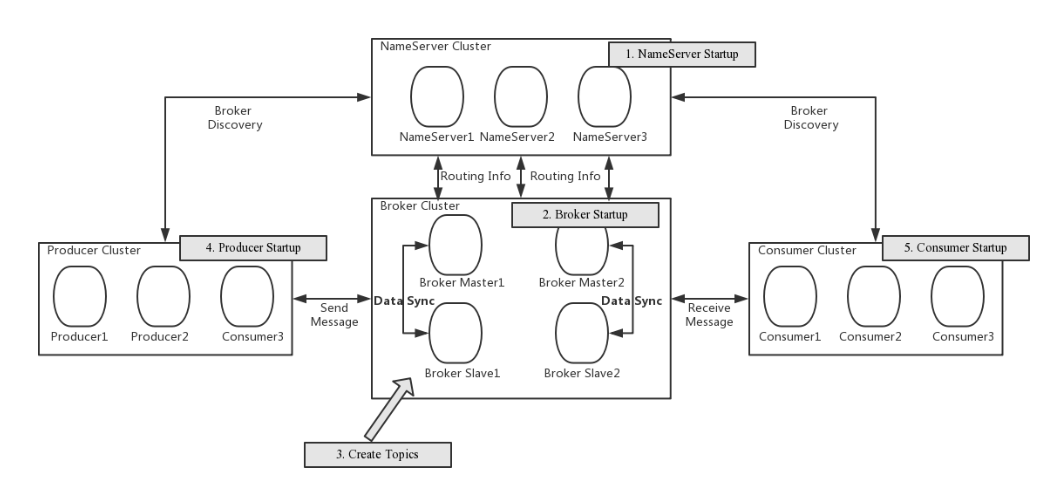 NameServer Cluster
1. NameServer Startup
NameServer1
NameServer2
NameServer3
Broker
Discovery
Broker
Discovery
Routing Info
Routing Info
Broker Cluster
2. Broker Startup
Broker Master1
Broker Master2
Data Sync
Data Sync
Broker Slave1
Broker Slave2
Producer Cluster
4. Producer Startup
Producer1
Producer2
Consumer3
Send
Message
Receive
Message
Consumer Cluster
5. Consumer Startup
Consumer1
Consumer2
Consumer3
3. Create Topics